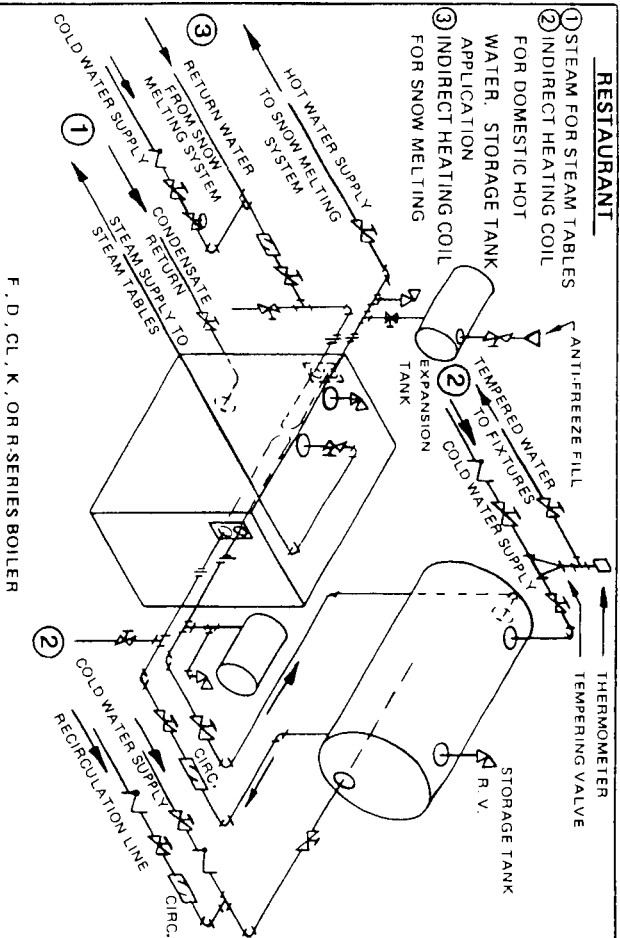 RESTAURANT
① STEAM FOR STEAM TABLES
② INDIRECT HEATING COIL
FOR DOMESTIC HOT
WATER. STORAGE TANK
APPLICATION
③ INDIRECT HEATING COIL
FOR SNOW MELTING
ANTI-FREEZE FILL
EXPANSION
TANK
HOT WATER SUPPLY
TO SNOW MELTING
SYSTEM
③
RETURN WATER
FROM SNOW
MELTING SYSTEM
COLD WATER SUPPLY
①
CONDENSATE
RETURN
STEAM SUPPLY TO
STEAM TABLES
②
TEMPERED WATER
TO FIXTURES
COLD WATER SUPPLY
THERMOMETER
TEMPERING VALVE
STORAGE TANK
R. V.
CIRC.
②
COLD WATER SUPPLY
RECIRCULATION LINE
CIRC.
F , D , CL , K , OR R-SERIES BOILER